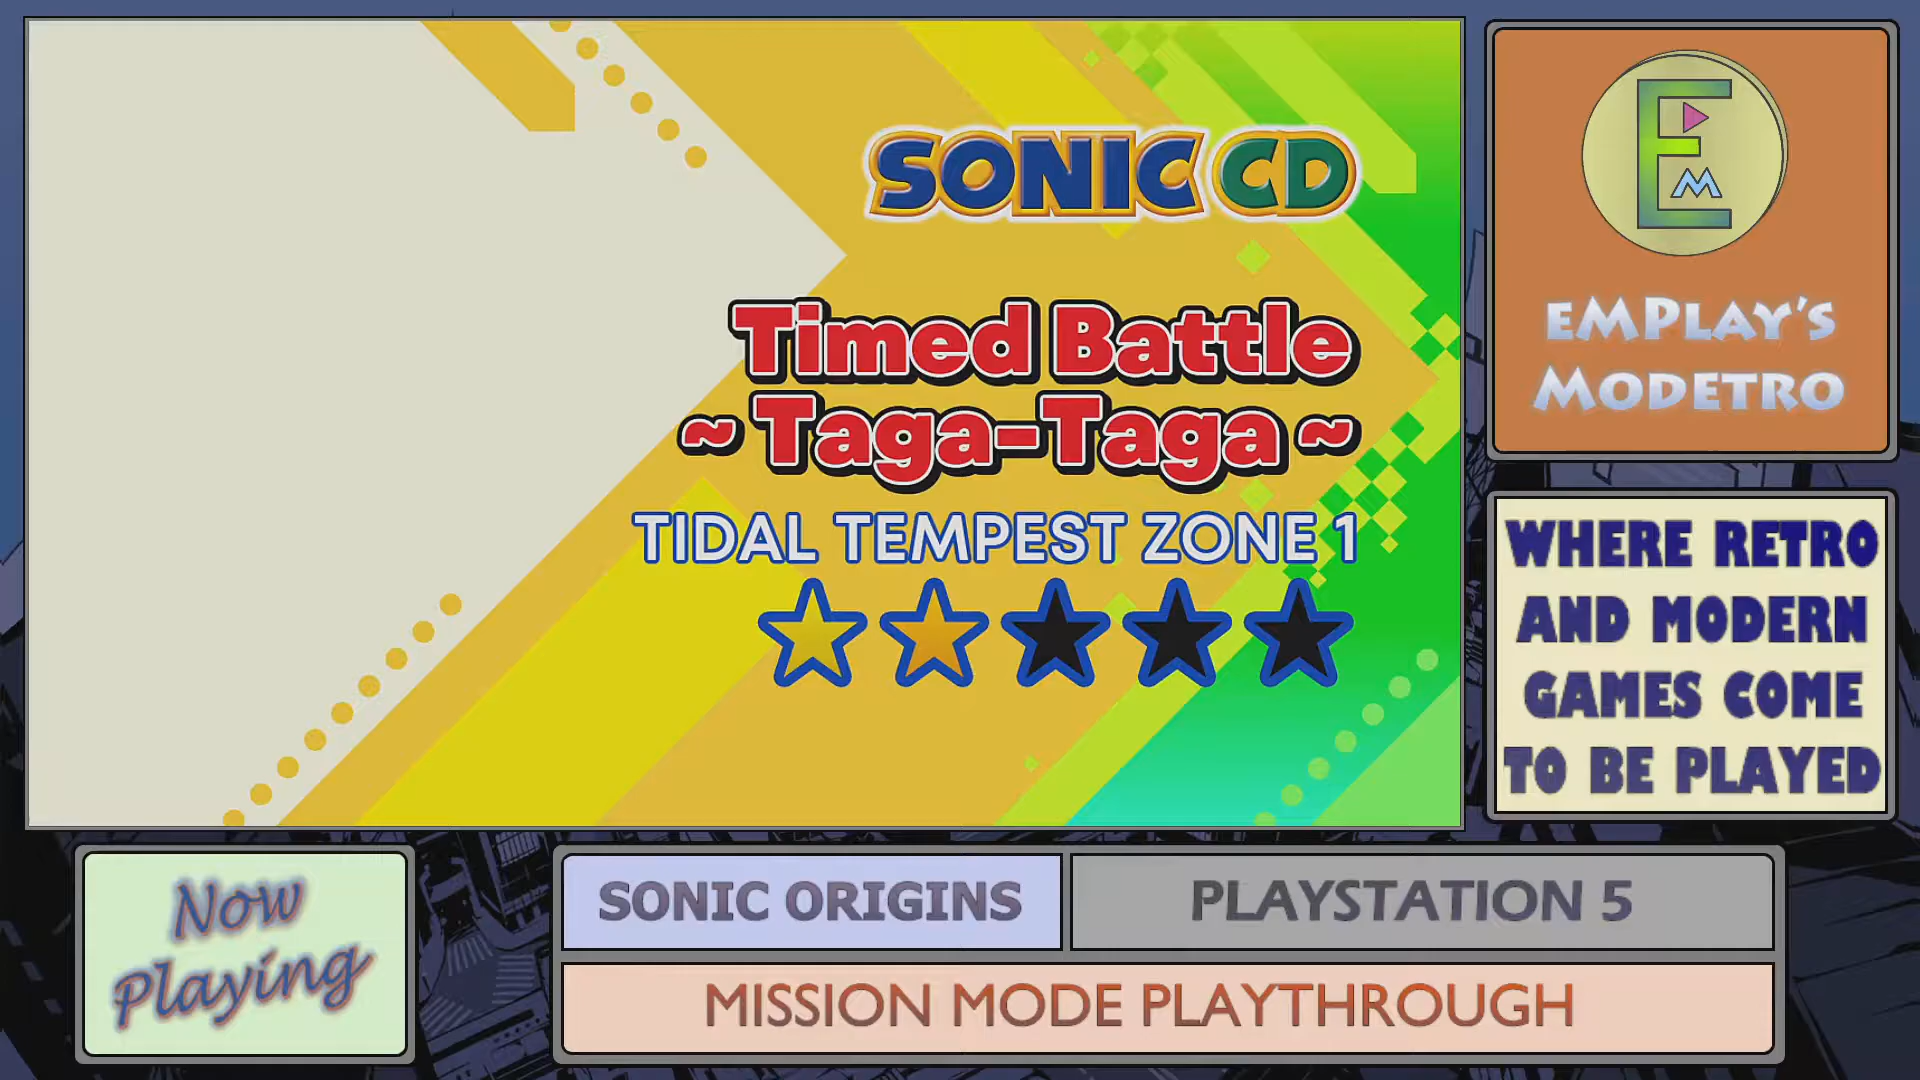 SONIC CD
Timed Battle
~ Taga-Taga ~
TIDAL TEMPEST ZONE 1
EM
EMPLAY'S
MODETRO
WHERE RETRO
AND MODERN
GAMES COME
TO BE PLAYED
Now
Playing
SONIC ORIGINS
PLAYSTATION 5
MISSION MODE PLAYTHROUGH